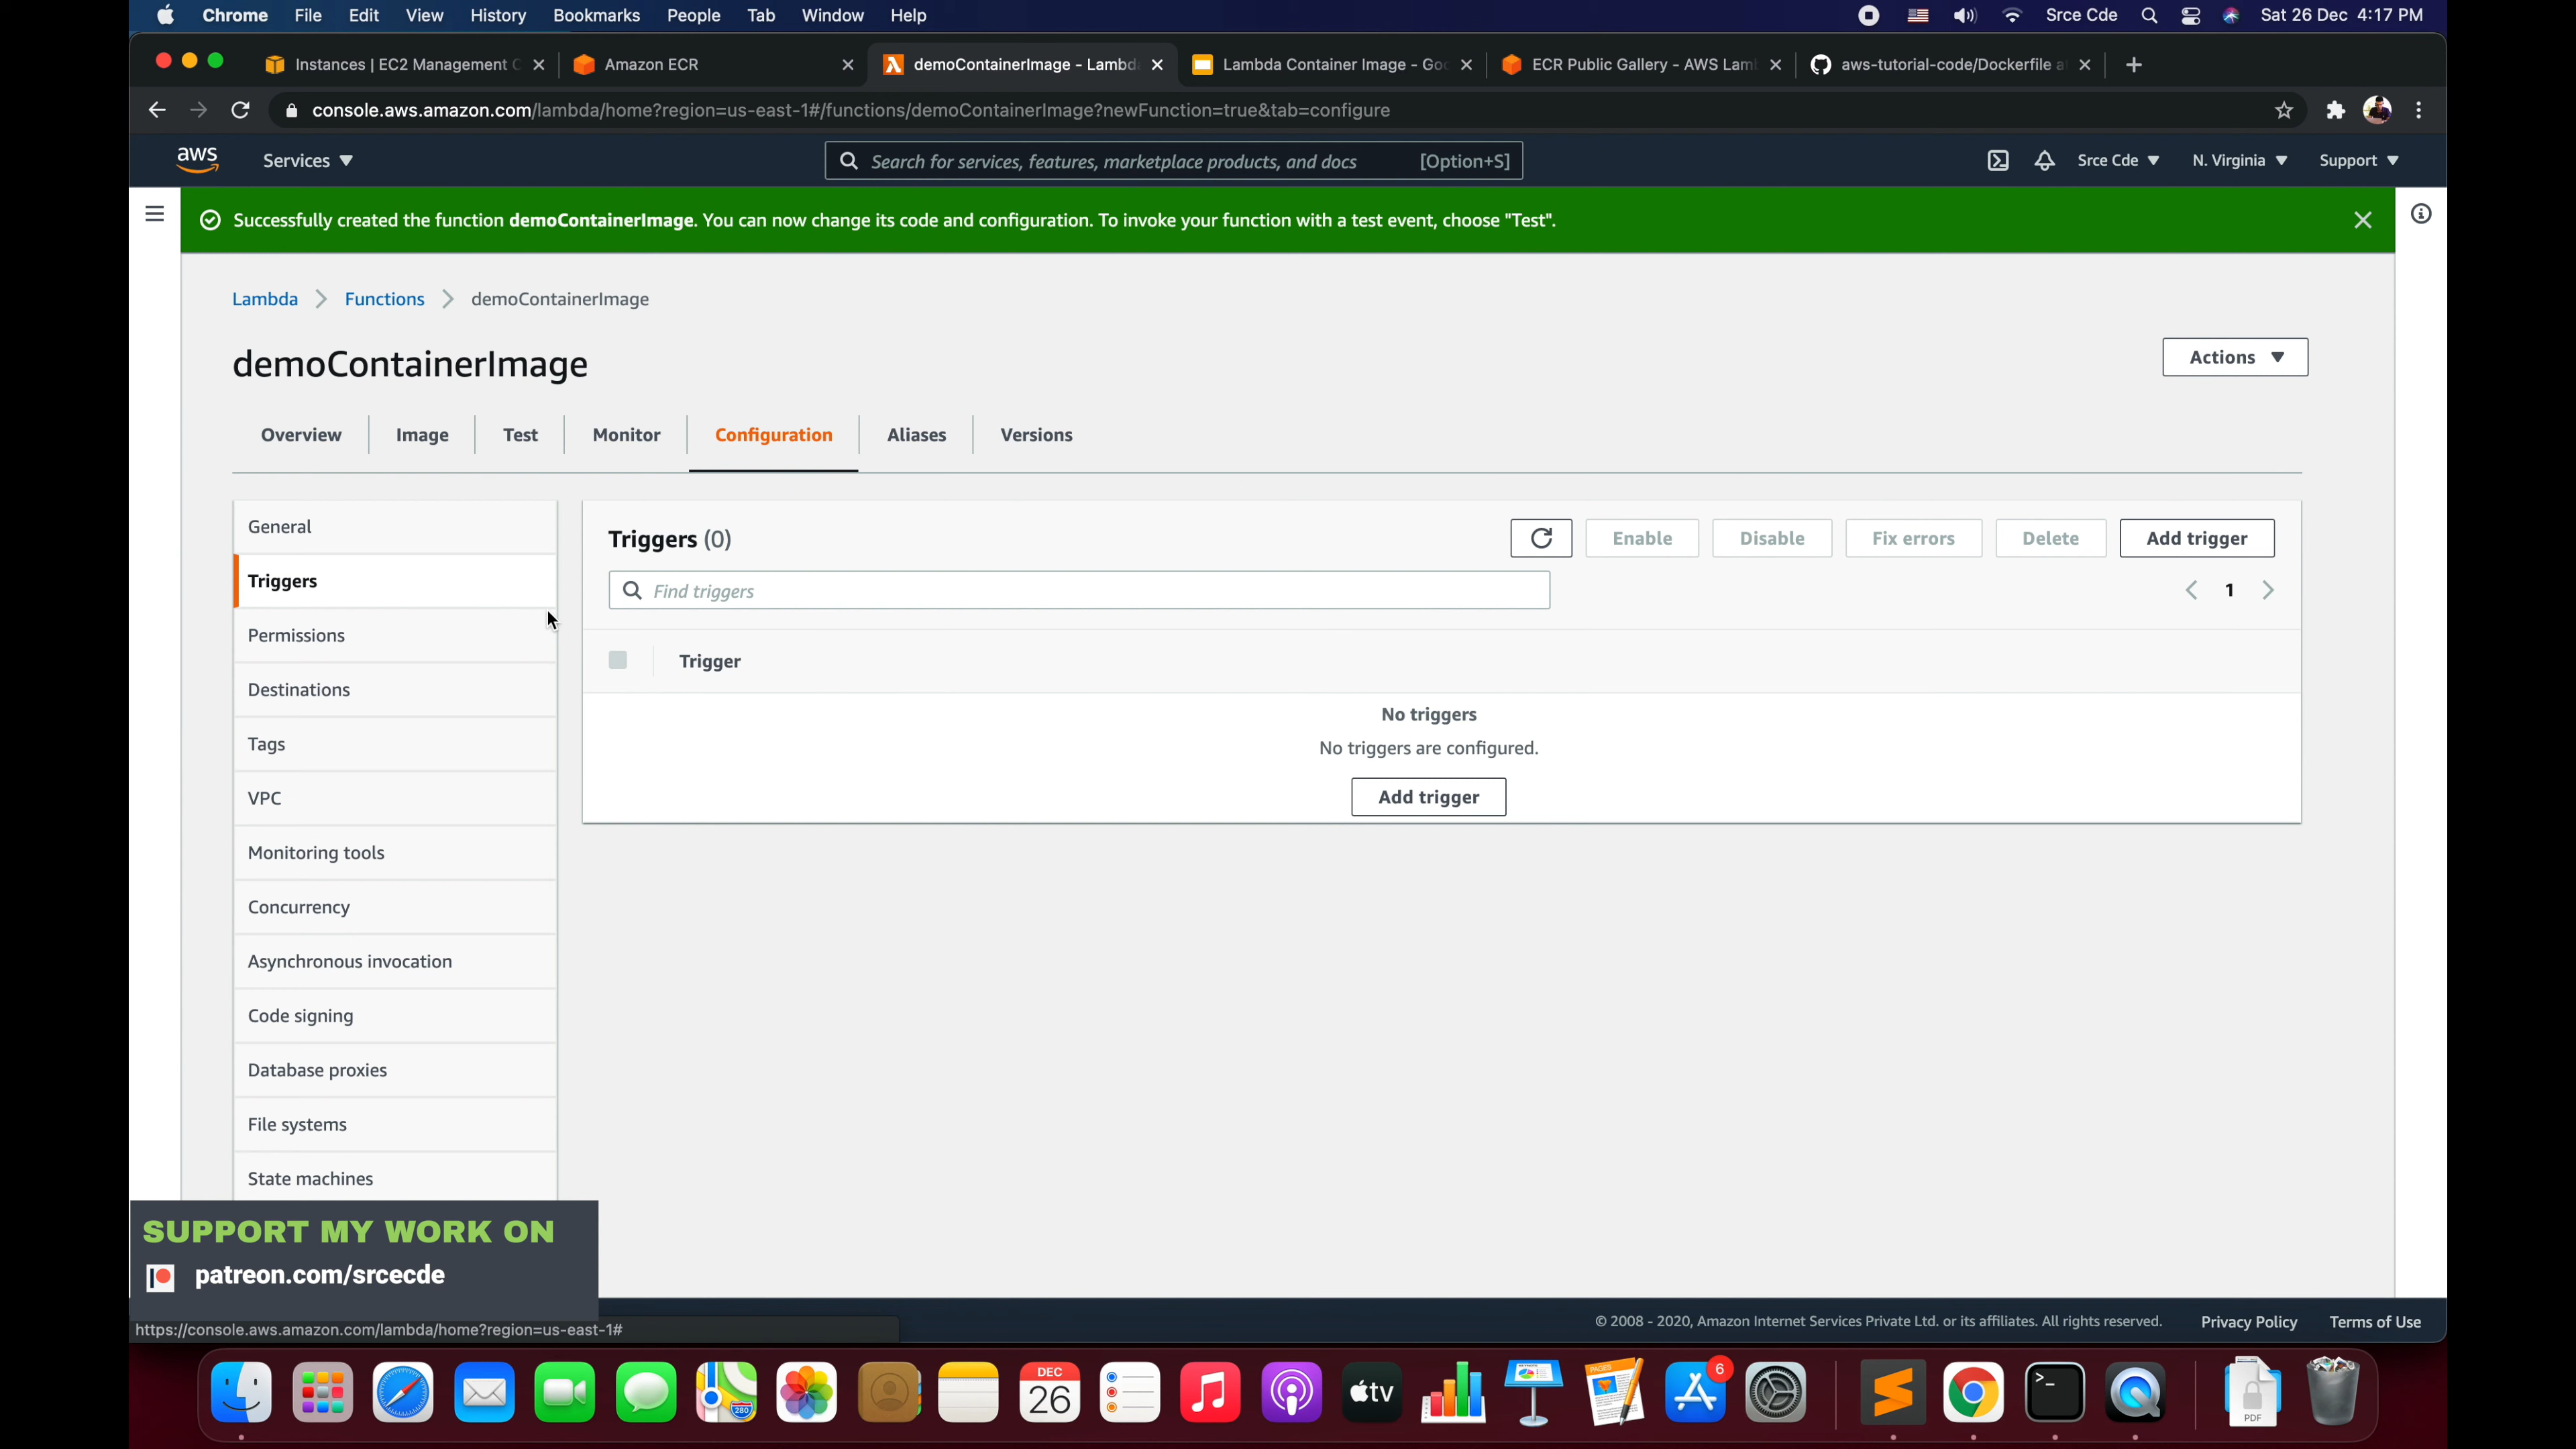 Chrome File Edit View History Bookmarks People Tab Window Help
Srce Cde Sat 26 Dec 4:17 PM
Instances | EC2 Management C
Amazon ECR
demoContainerImage - Lambd
Lambda Container Image - Goo
ECR Public Gallery - AWS Lam
aws-tutorial-code/Dockerfile a
console.aws.amazon.com/lambda/home?region=us-east-1#/functions/demoContainerImage?newFunction=true&tab=configure
aws Services
Search for services, features, marketplace products, and docs [Option+S]
Srce Cde N. Virginia Support
Successfully created the function demoContainerImage. You can now change its code and configuration. To invoke your function with a test event, choose "Test".
Lambda Functions demoContainerImage
demoContainerImage
Actions
Overview Image Test Monitor Configuration Aliases Versions
General
Triggers
Permissions
Destinations
Tags
VPC
Monitoring tools
Concurrency
Asynchronous invocation
Code signing
Database proxies
File systems
State machines
Triggers (0)
Enable Disable Fix errors Delete Add trigger
Find triggers
1
Trigger
No triggers
No triggers are configured.
Add trigger
SUPPORT MY WORK ON
patreon.com/srcecde
https://console.aws.amazon.com/lambda/home?region=us-east-1#
© 2008 - 2020, Amazon Internet Services Private Ltd. or its affiliates. All rights reserved. Privacy Policy Terms of Use
280
DEC
26
tv
PAGES
6
>_
PDF